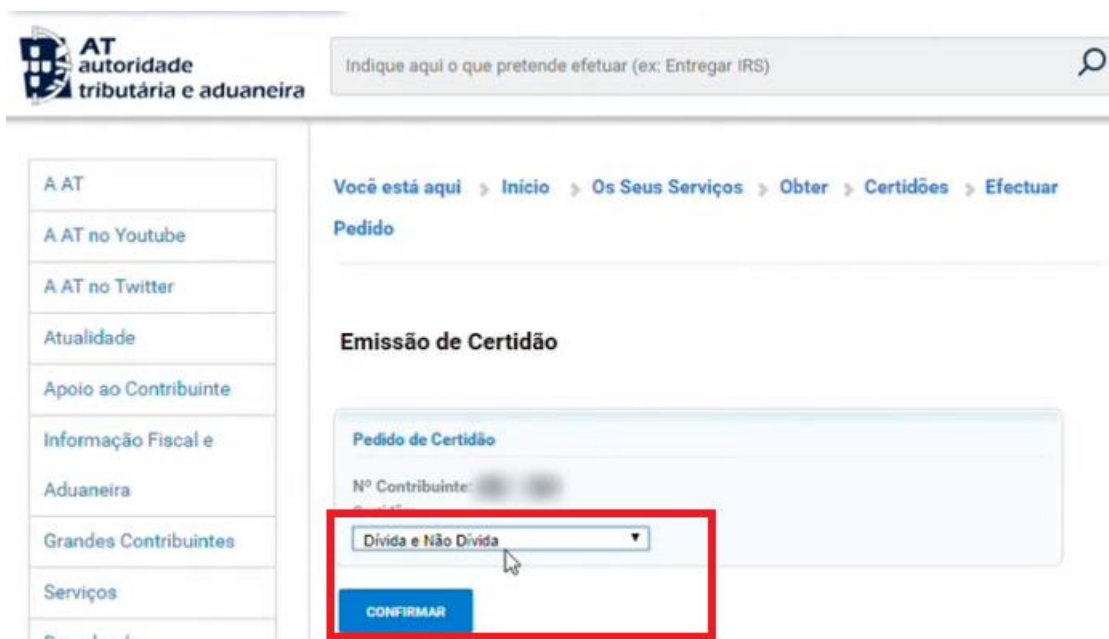 AT
autoridade
tributária e aduaneira
Indique aqui o que pretende efetuar (ex: Entregar IRS)
A AT
A AT no Youtube
A AT no Twitter
Atualidade
Apoio ao Contribuinte
Informação Fiscal e
Aduaneira
Grandes Contribuintes
Serviços
Você está aqui > Início > Os Seus Serviços > Obter > Certidões > Efectuar
Pedido
Emissão de Certidão
Pedido de Certidão
Nº Contribuinte:
Dívida e Não Dívida
CONFIRMAR